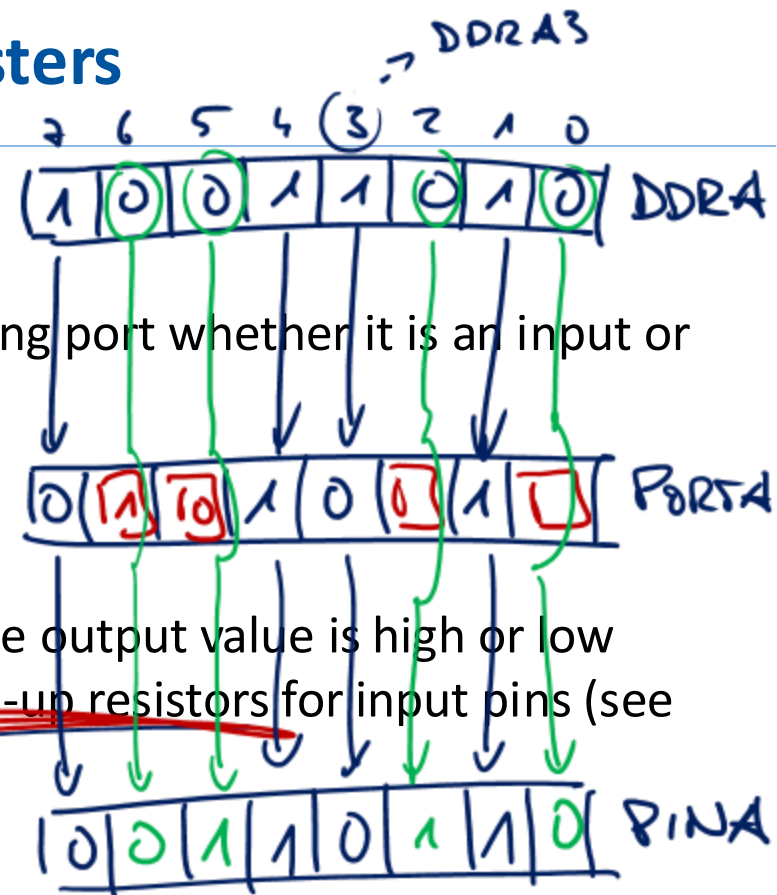 sters
DDRA3
7 6 5 4 3 2 1 0
1 0 0 1 1 0 1 0 DDRA
ng port whether it is an input or
0 1 0 1 0 0 1 PORTA
e output value is high or low
-up resistors for input pins (see
0 0 1 1 0 1 1 0 PINA